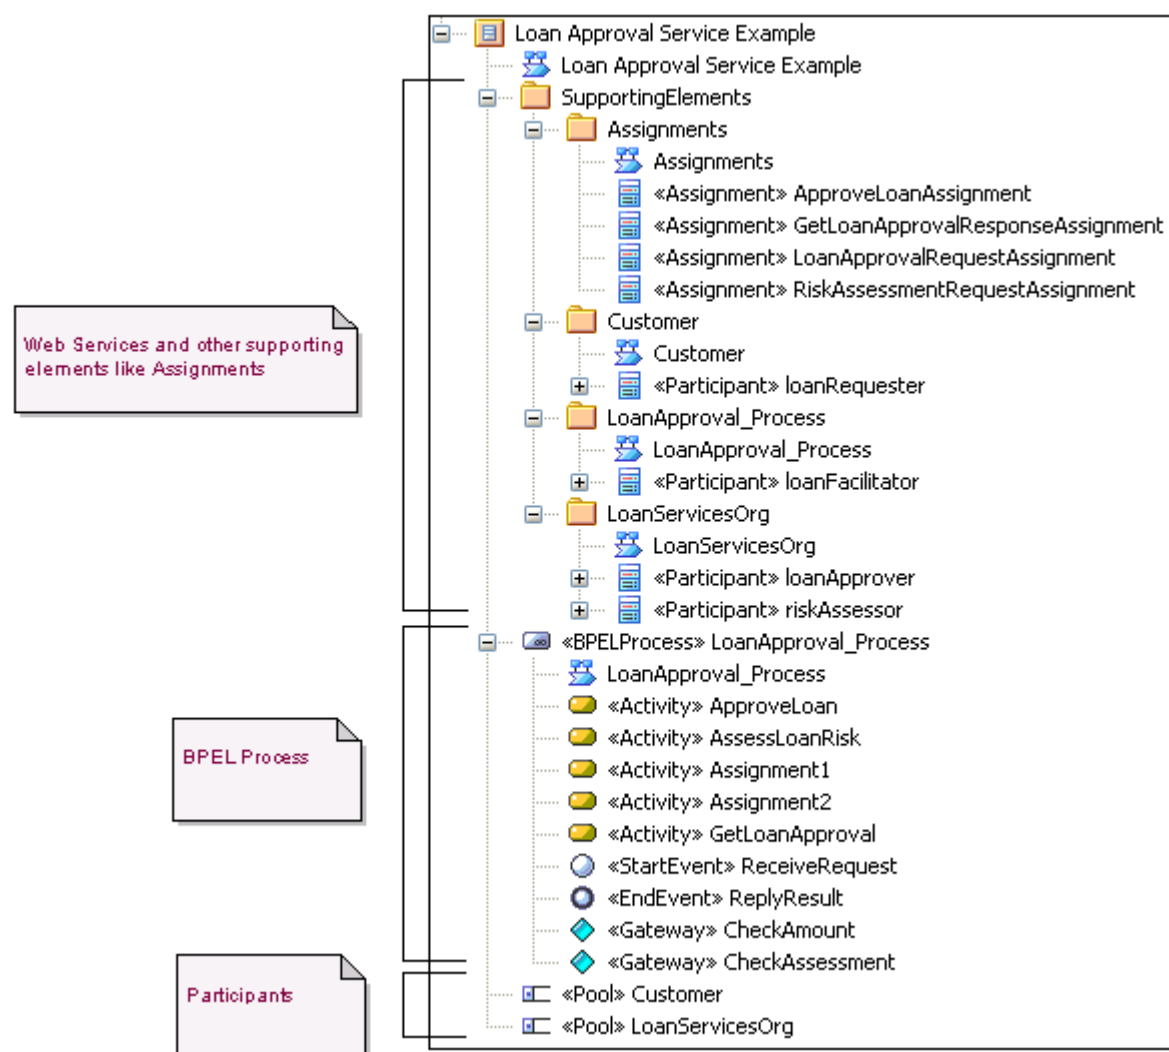 Loan Approval Service Example
Loan Approval Service Example
SupportingElements
Assignments
Assignments
«Assignment» ApproveLoanAssignment
«Assignment» GetLoanApprovalResponseAssignment
«Assignment» LoanApprovalRequestAssignment
«Assignment» RiskAssessmentRequestAssignment
Customer
Customer
«Participant» loanRequester
LoanApproval_Process
LoanApproval_Process
«Participant» loanFacilitator
LoanServicesOrg
LoanServicesOrg
«Participant» loanApprover
«Participant» riskAssessor
«BPELProcess» LoanApproval_Process
LoanApproval_Process
«Activity» ApproveLoan
«Activity» AssessLoanRisk
«Activity» Assignment1
«Activity» Assignment2
«Activity» GetLoanApproval
«StartEvent» ReceiveRequest
«EndEvent» ReplyResult
«Gateway» CheckAmount
«Gateway» CheckAssessment
«Pool» Customer
«Pool» LoanServicesOrg
Web Services and other supporting
elements like Assignments
BPEL Process
Participants